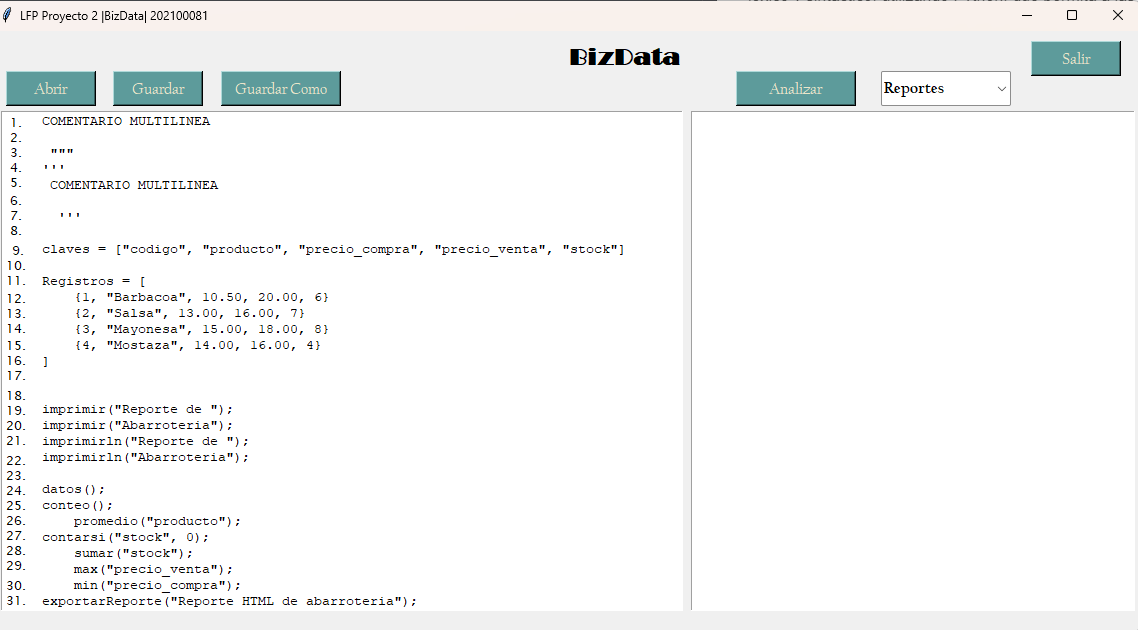 LFP Proyecto 2 |BizData| 202100081
BizData
Salir
Abrir
Guardar
Guardar Como
Analizar
Reportes
1. COMENTARIO MULTILINEA
2.
3. """
4. '''
5. COMENTARIO MULTILINEA
6.
7. '''
8.
9. claves = ["codigo", "producto", "precio_compra", "precio_venta", "stock"]
10.
11. Registros = [
12. {1, "Barbacoa", 10.50, 20.00, 6}
13. {2, "Salsa", 13.00, 16.00, 7}
14. {3, "Mayonesa", 15.00, 18.00, 8}
15. {4, "Mostaza", 14.00, 16.00, 4}
16. ]
17.
18.
19. imprimir("Reporte de ");
20. imprimir("Abarroteria");
21. imprimirln("Reporte de ");
22. imprimirln("Abarroteria");
23.
24. datos();
25. conteo();
26. promedio("producto");
27. contarsi("stock", 0);
28. sumar("stock");
29. max("precio_venta");
30. min("precio_compra");
31. exportarReporte("Reporte HTML de abarroteria");